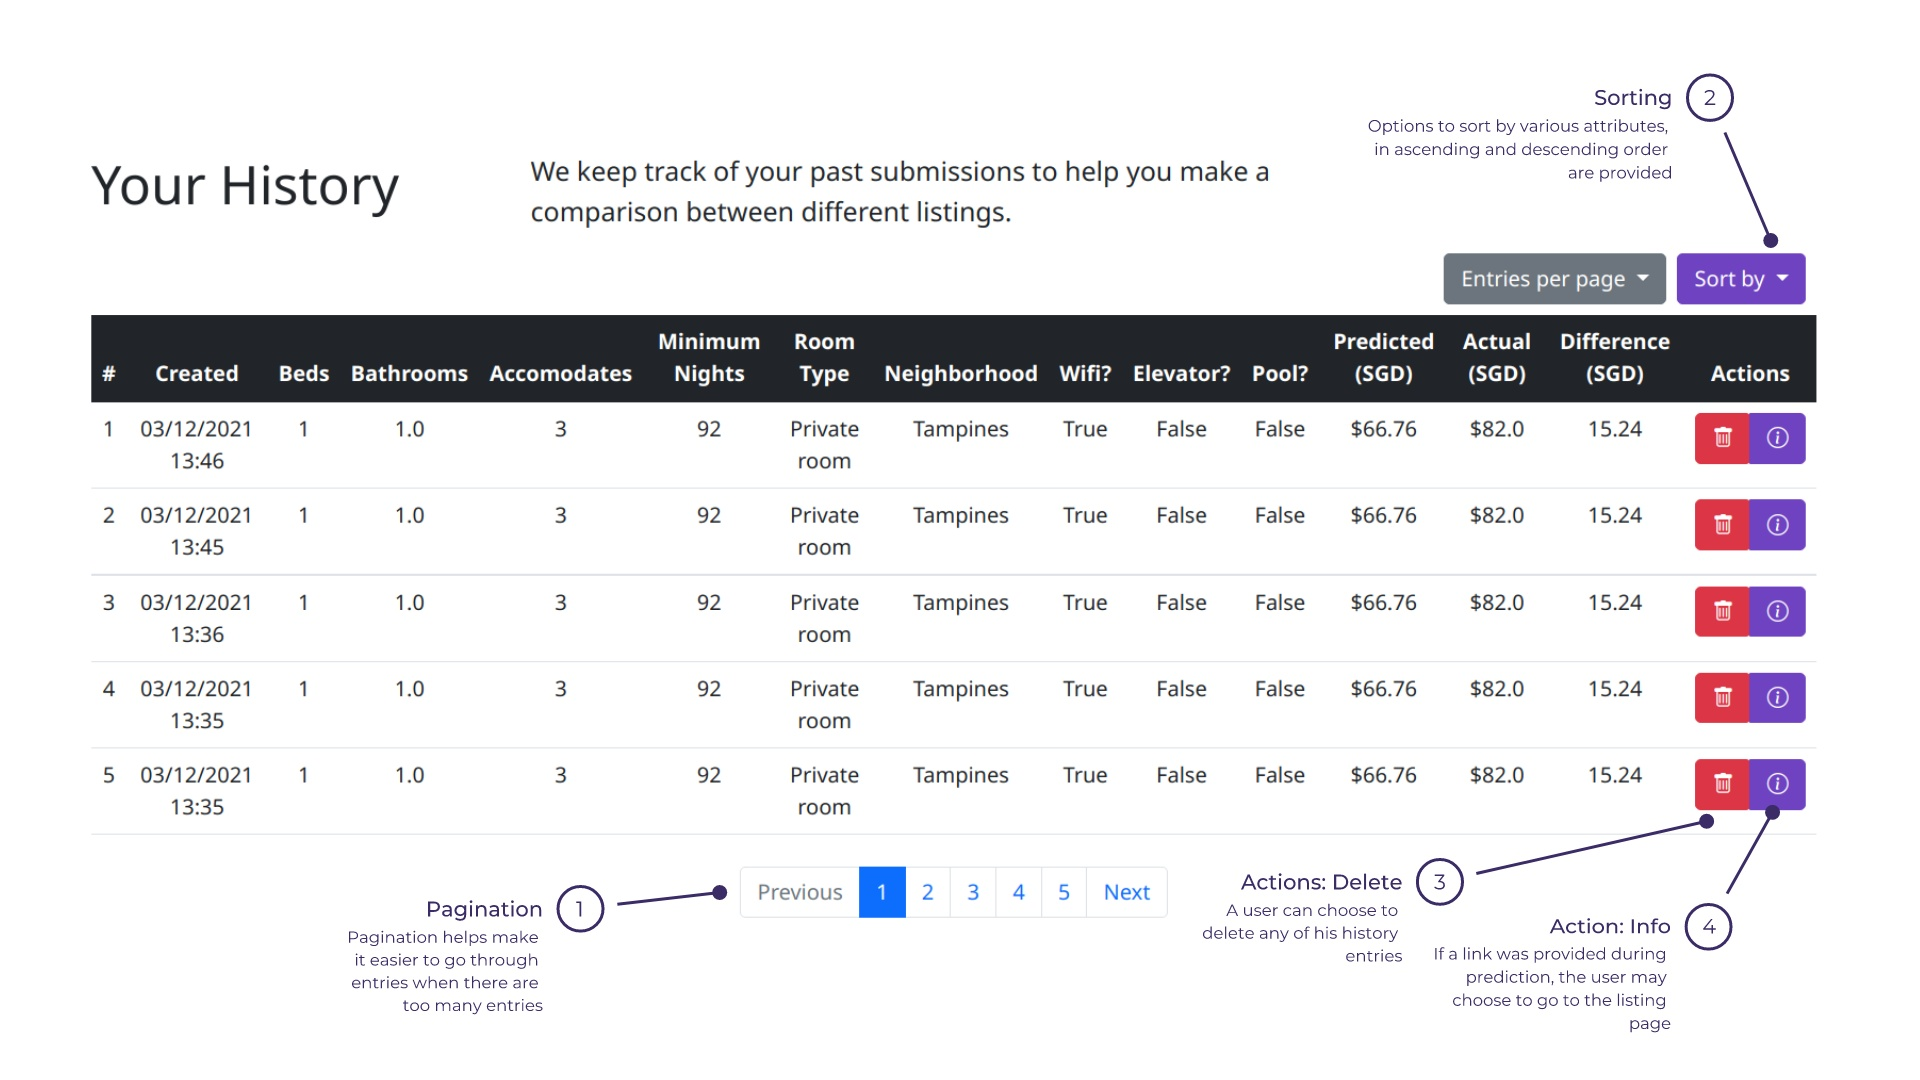 Sorting 2
Options to sort by various attributes,
in ascending and descending order
are provided
Your History
We keep track of your past submissions to help you make a
comparison between different listings.
Entries per page Sort by
# Created Beds Bathrooms Accomodates Minimum Nights Room Type Neighborhood Wifi? Elevator? Pool? Predicted (SGD) Actual (SGD) Difference (SGD) Actions
1 03/12/2021 13:46 1 1.0 3 92 Private room Tampines True False False $66.76 $82.0 15.24
2 03/12/2021 13:45 1 1.0 3 92 Private room Tampines True False False $66.76 $82.0 15.24
3 03/12/2021 13:36 1 1.0 3 92 Private room Tampines True False False $66.76 $82.0 15.24
4 03/12/2021 13:35 1 1.0 3 92 Private room Tampines True False False $66.76 $82.0 15.24
5 03/12/2021 13:35 1 1.0 3 92 Private room Tampines True False False $66.76 $82.0 15.24
Previous 1 2 3 4 5 Next
Pagination 1
Pagination helps make
it easier to go through
entries when there are
too many entries
Actions: Delete 3
A user can choose to
delete any of his history
entries
Action: Info 4
If a link was provided during
prediction, the user may
choose to go to the listing
page